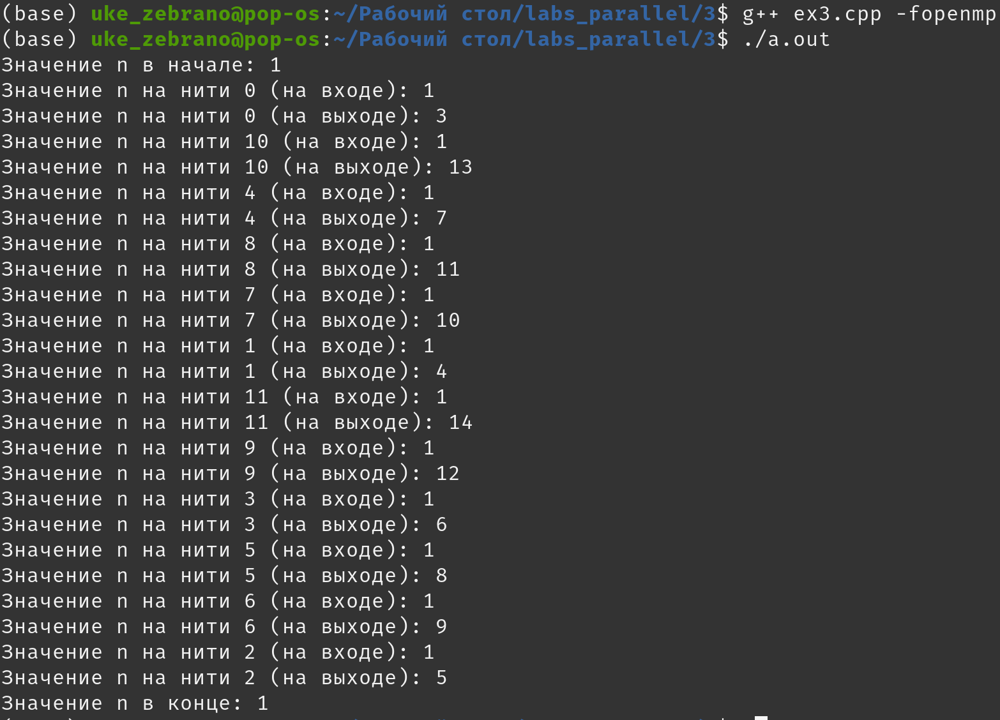 (base) uke_zebrano@pop-os:~/Рабочий стол/labs_parallel/3$ g++ ex3.cpp -fopenmp
(base) uke_zebrano@pop-os:~/Рабочий стол/labs_parallel/3$ ./a.out
Значение n в начале: 1
Значение n на нити 0 (на входе): 1
Значение n на нити 0 (на выходе): 3
Значение n на нити 10 (на входе): 1
Значение n на нити 10 (на выходе): 13
Значение n на нити 4 (на входе): 1
Значение n на нити 4 (на выходе): 7
Значение n на нити 8 (на входе): 1
Значение n на нити 8 (на выходе): 11
Значение n на нити 7 (на входе): 1
Значение n на нити 7 (на выходе): 10
Значение n на нити 1 (на входе): 1
Значение n на нити 1 (на выходе): 4
Значение n на нити 11 (на входе): 1
Значение n на нити 11 (на выходе): 14
Значение n на нити 9 (на входе): 1
Значение n на нити 9 (на выходе): 12
Значение n на нити 3 (на входе): 1
Значение n на нити 3 (на выходе): 6
Значение n на нити 5 (на входе): 1
Значение n на нити 5 (на выходе): 8
Значение n на нити 6 (на входе): 1
Значение n на нити 6 (на выходе): 9
Значение n на нити 2 (на входе): 1
Значение n на нити 2 (на выходе): 5
Значение n в конце: 1